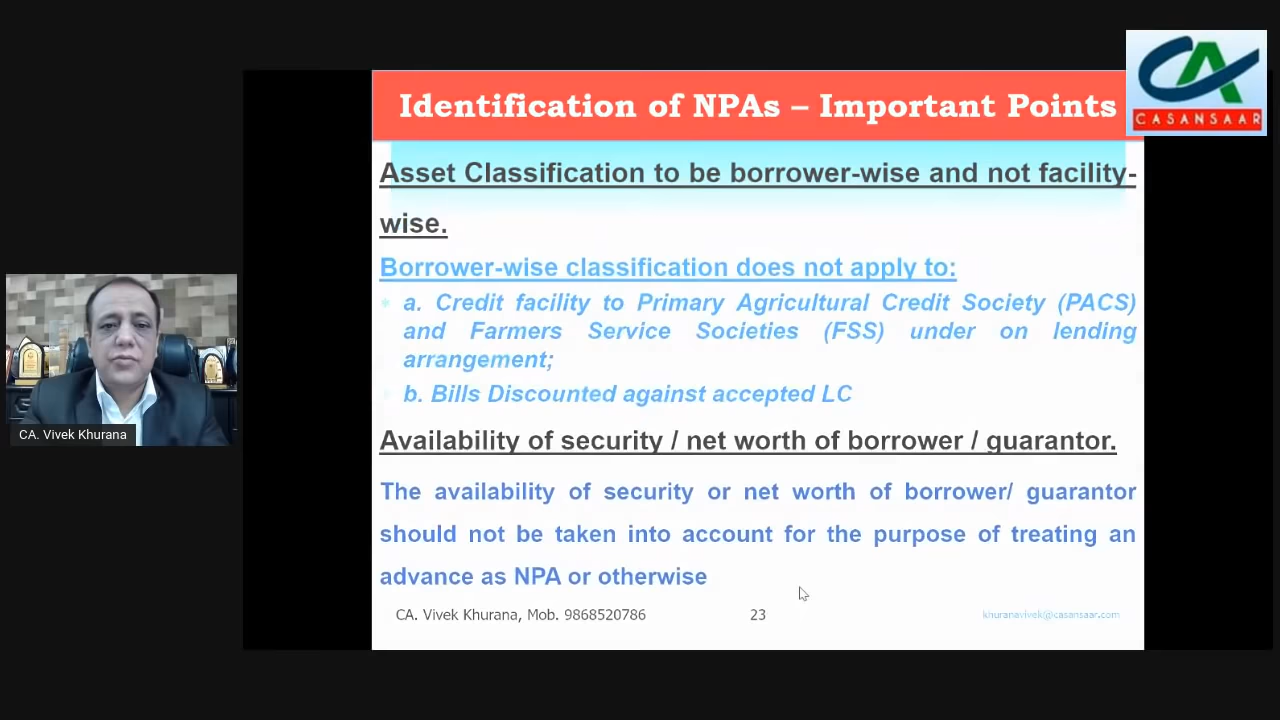 CASANSAAR
Identification of NPAs – Important Points
Asset Classification to be borrower-wise and not facility-
wise.
Borrower-wise classification does not apply to:
a. Credit facility to Primary Agricultural Credit Society (PACS)
and Farmers Service Societies (FSS) under on lending
arrangement;
b. Bills Discounted against accepted LC
Availability of security / net worth of borrower / guarantor.
The availability of security or net worth of borrower/ guarantor
should not be taken into account for the purpose of treating an
advance as NPA or otherwise
CA. Vivek Khurana, Mob. 9868520786 23 khuranavivek@casansaar.com
CA. Vivek Khurana